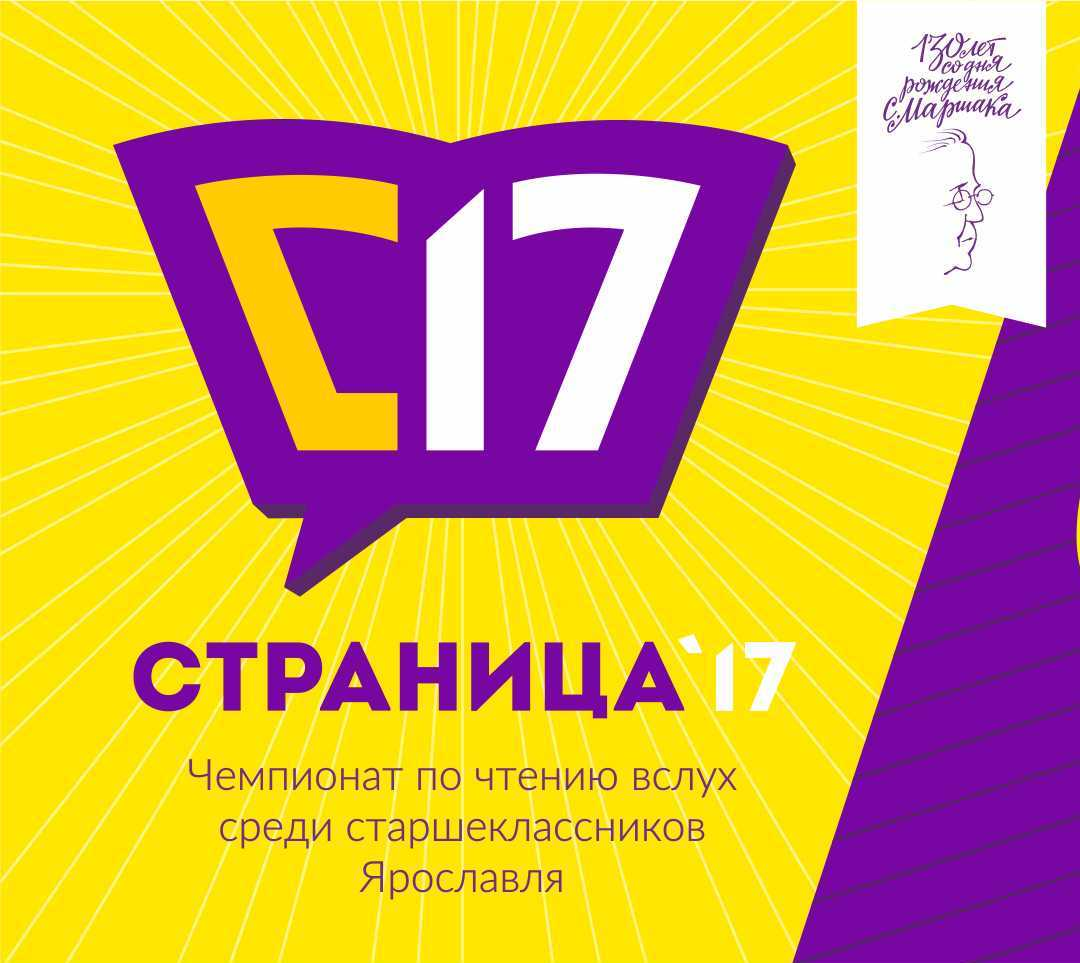 130 лет
со дня
рождения
С. Маршака
С17
СТРАНИЦА`17
Чемпионат по чтению вслух
среди старшеклассников
Ярославля